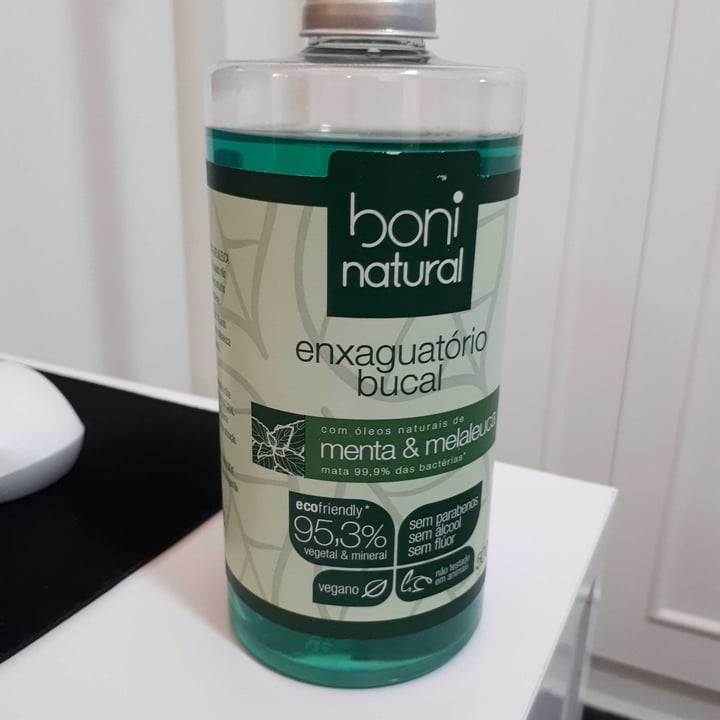 boni
natural
enxaguatório
bucal
com óleos naturais de
menta & melaleuca
mata 99,9% das bactérias*
ecofriendly*
95,3%
vegetal & mineral
sem parabenos
sem álcool
sem flúor
vegano
não testado
em animais